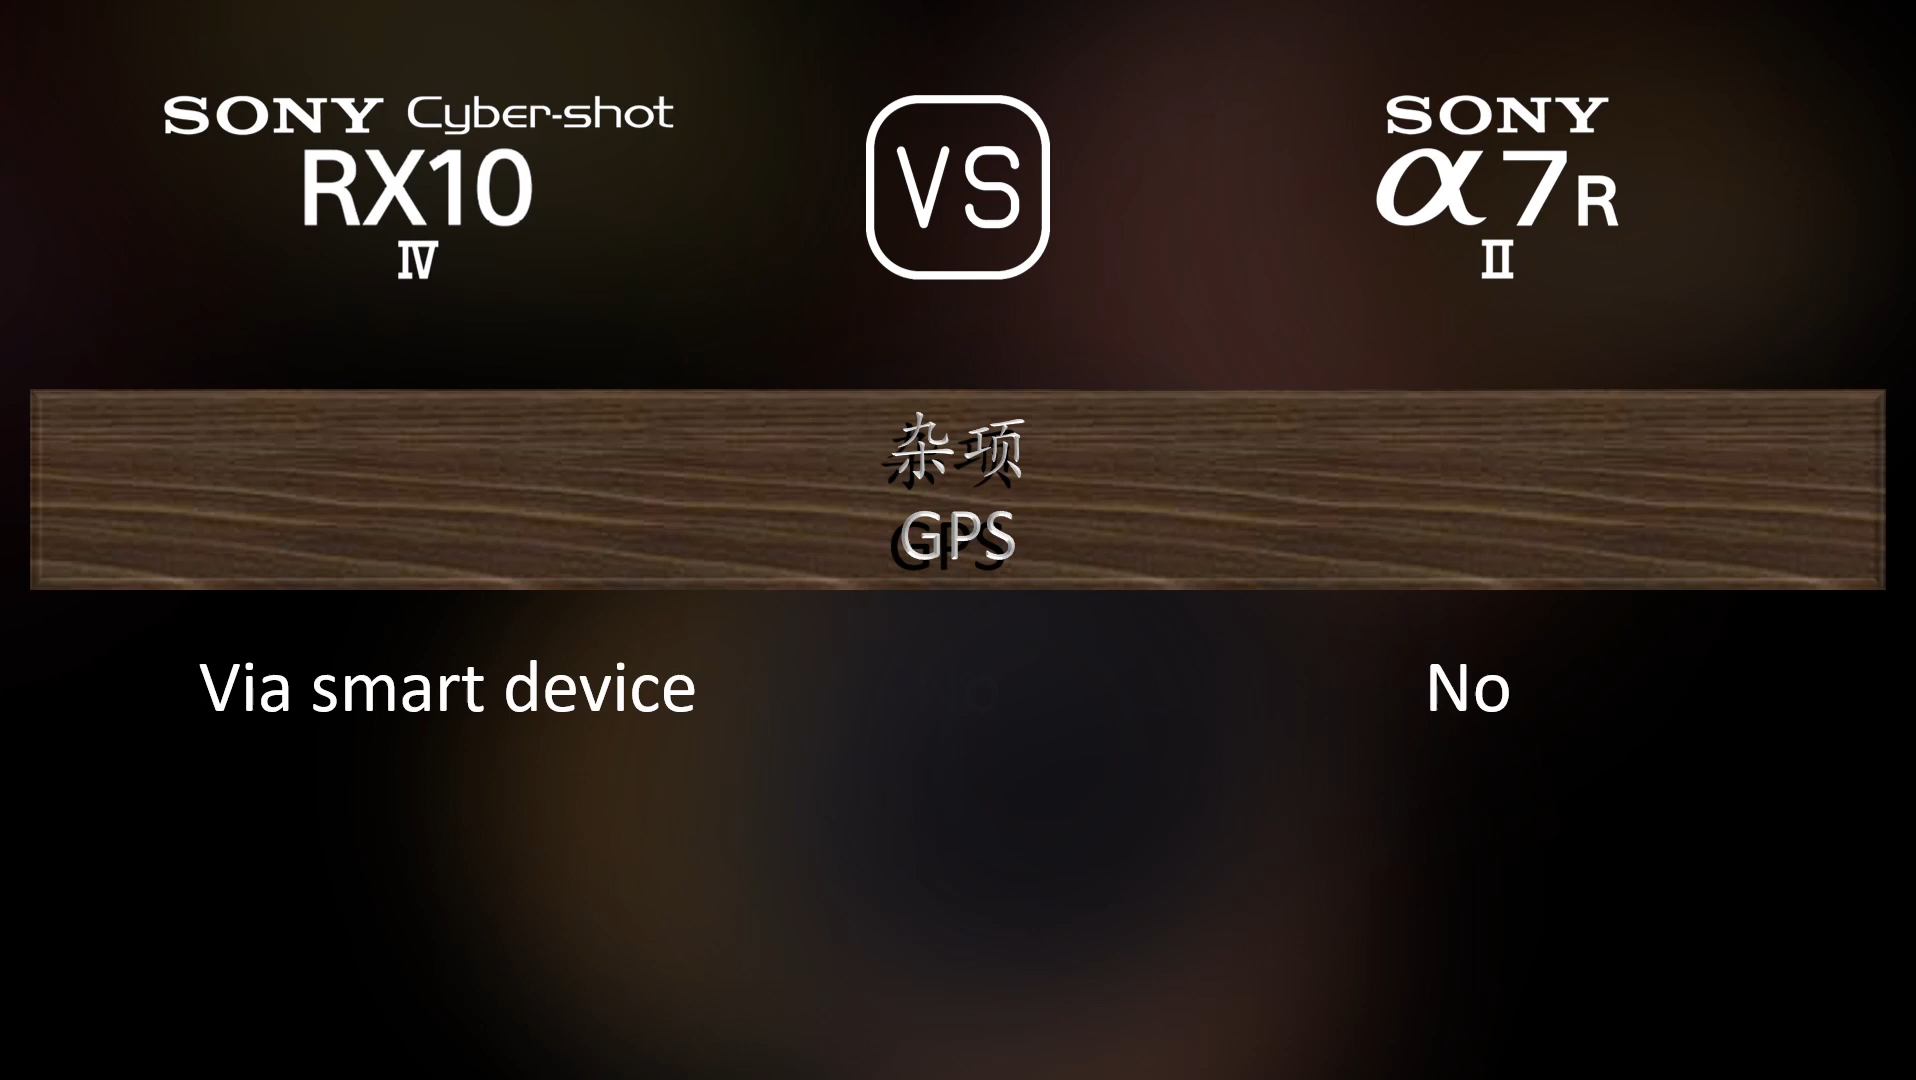 SONY Cyber-shot
RX10
IV
VS
SONY
α7R
II
杂项
GPS
Via smart device
No